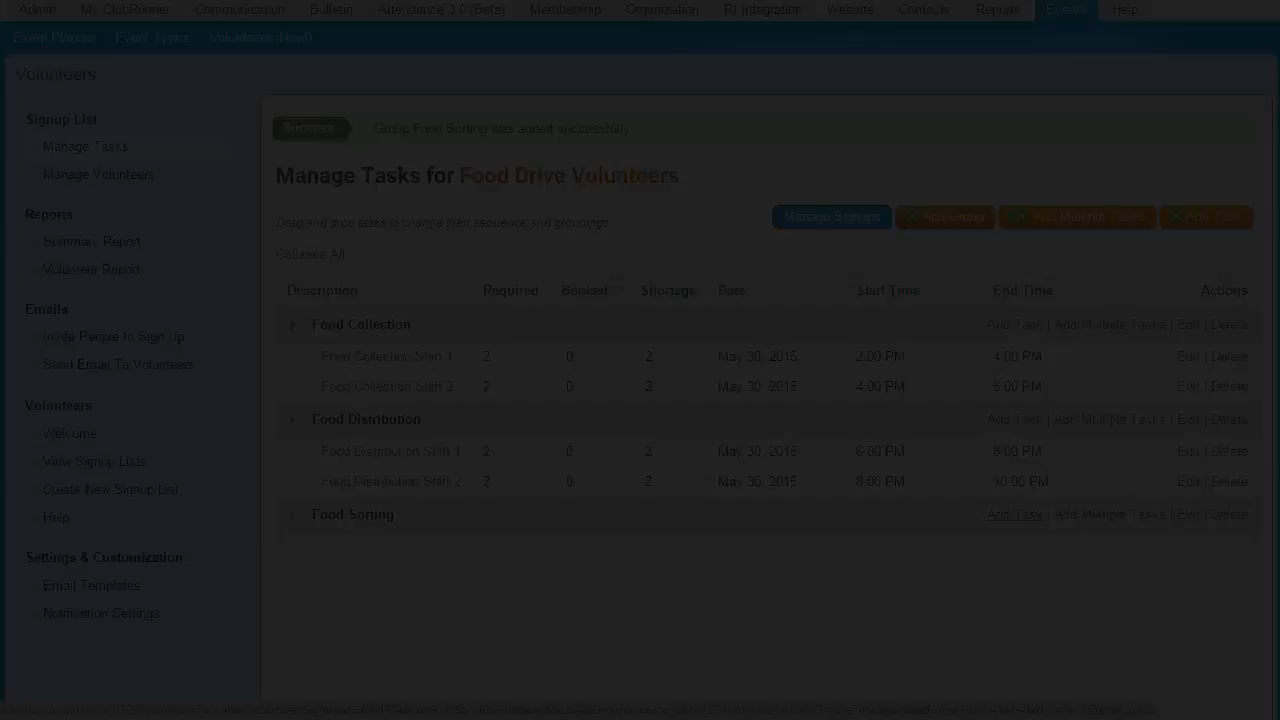 Admin My ClubRunner Communication Bulletin Attendance 3.0 (Beta) Membership Organization RI Integration Website Contacts Reports Events Help
Event Planner Event Types Volunteers (New!)
Volunteers
Signup List
Manage Tasks
Manage Volunteers
Reports
Summary Report
Volunteer Report
Emails
Invite People to Sign Up
Send Email To Volunteers
Volunteers
Welcome
View Signup Lists
Create New Signup List
Help
Settings & Customization
Email Templates
Notification Settings
Success Group Food Sorting was added successfully
Manage Tasks for Food Drive Volunteers
Drag and drop tasks to change their sequence and groupings.
Manage Signups Add Group Add Multiple Tasks Add Task
Collapse All
Description Required Booked Shortage Date Start Time End Time Actions
Food Collection Add Task | Add Multiple Tasks | Edit | Delete
Food Collection Shift 1 2 0 2 May 30, 2015 2:00 PM 4:00 PM Edit | Delete
Food Collection Shift 2 2 0 2 May 30, 2015 4:00 PM 6:00 PM Edit | Delete
Food Distribution Add Task | Add Multiple Tasks | Edit | Delete
Food Distribution Shift 1 2 0 2 May 30, 2015 6:00 PM 8:00 PM Edit | Delete
Food Distribution Shift 2 2 0 2 May 30, 2015 8:00 PM 10:00 PM Edit | Delete
Food Sorting Add Task | Add Multiple Tasks | Edit | Delete